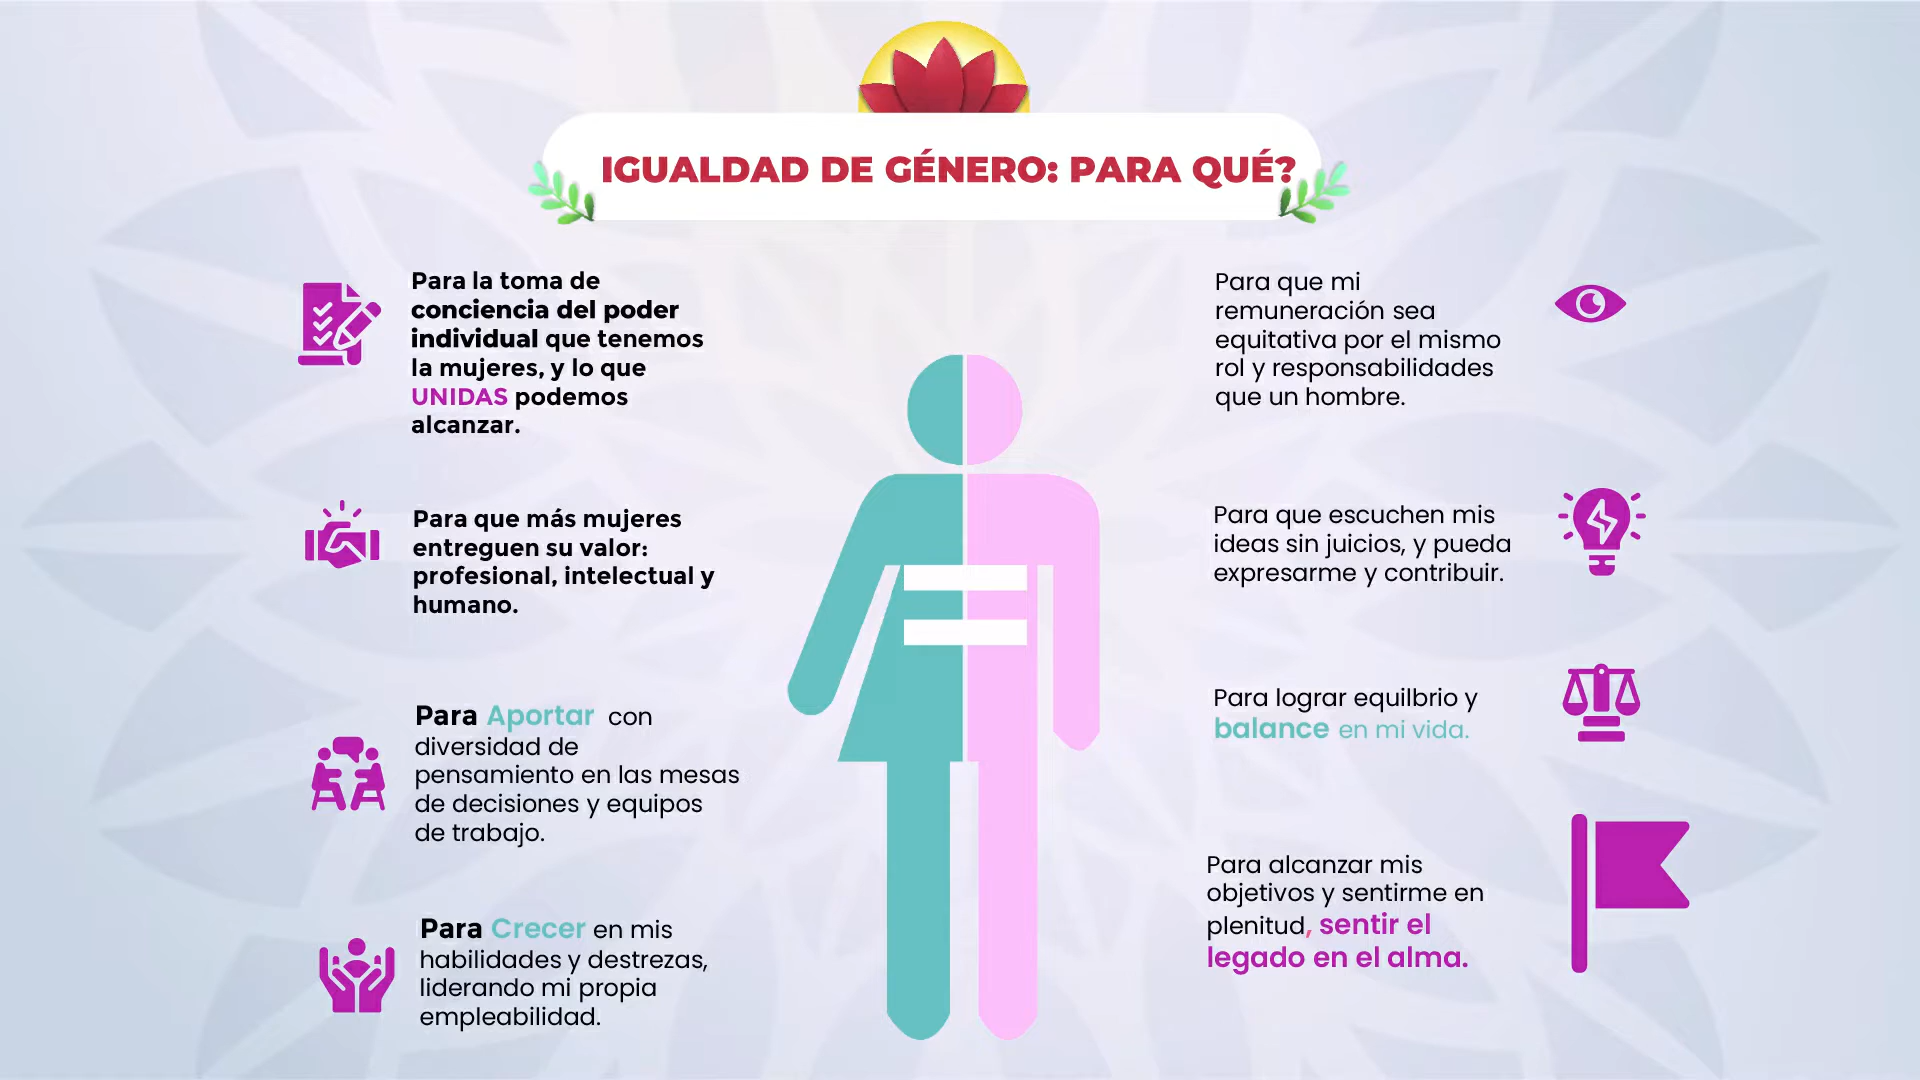 IGUALDAD DE GÉNERO: PARA QUÉ?
Para la toma de
conciencia del poder
individual que tenemos
la mujeres, y lo que
UNIDAS podemos
alcanzar.
Para que más mujeres
entreguen su valor:
profesional, intelectual y
humano.
Para Aportar con
diversidad de
pensamiento en las mesas
de decisiones y equipos
de trabajo.
Para Crecer en mis
habilidades y destrezas,
liderando mi propia
empleabilidad.
Para que mi
remuneración sea
equitativa por el mismo
rol y responsabilidades
que un hombre.
Para que escuchen mis
ideas sin juicios, y pueda
expresarme y contribuir.
Para lograr equilbrio y
balance en mi vida.
Para alcanzar mis
objetivos y sentirme en
plenitud, sentir el
legado en el alma.